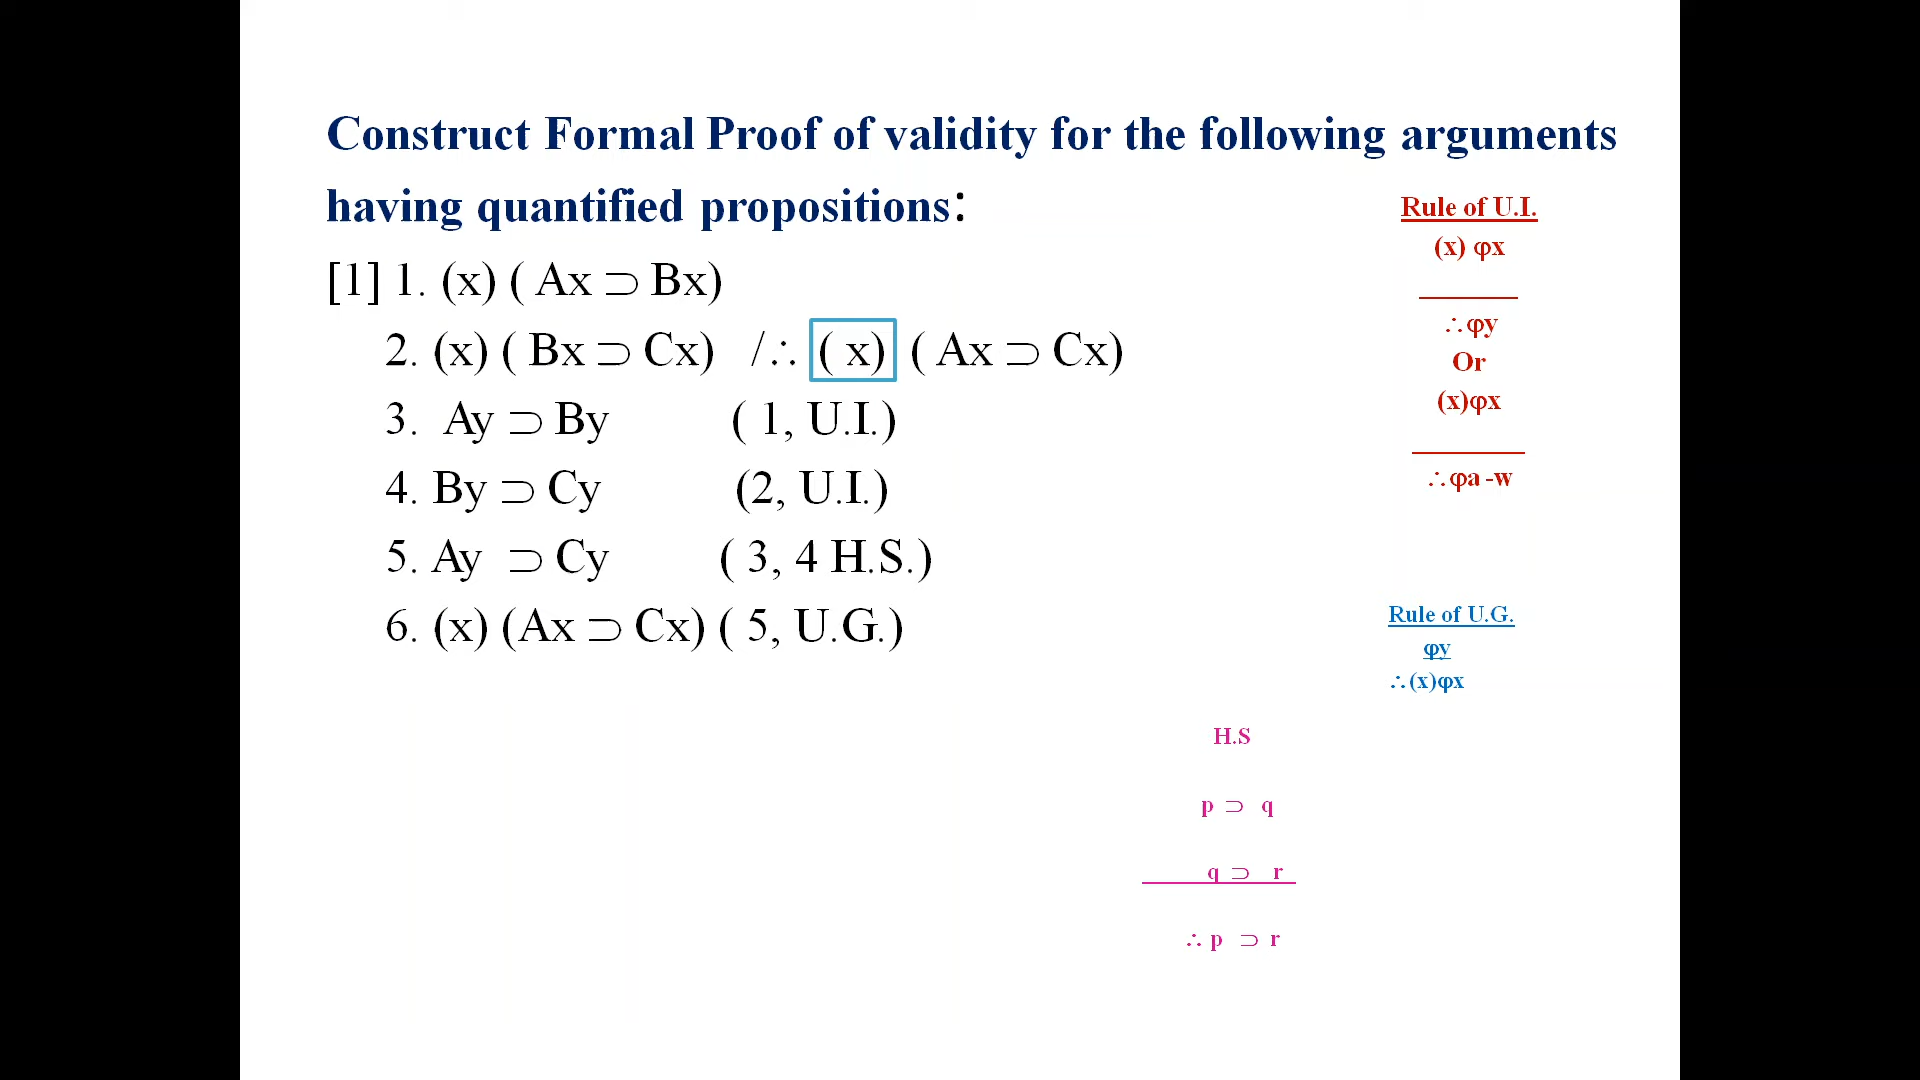 Construct Formal Proof of validity for the following arguments
having quantified propositions:
[1] 1. (x) ( Ax ⊃ Bx)
2. (x) ( Bx ⊃ Cx) /∴ ( x) ( Ax ⊃ Cx)
3. Ay ⊃ By ( 1, U.I.)
4. By ⊃ Cy (2, U.I.)
5. Ay ⊃ Cy ( 3, 4 H.S.)
6. (x) (Ax ⊃ Cx) ( 5, U.G.)
Rule of U.I.
(x) φx
∴φy
Or
(x)φx
∴φa -w
Rule of U.G.
φy
∴(x)φx
H.S
p ⊃ q
q ⊃ r
∴ p ⊃ r